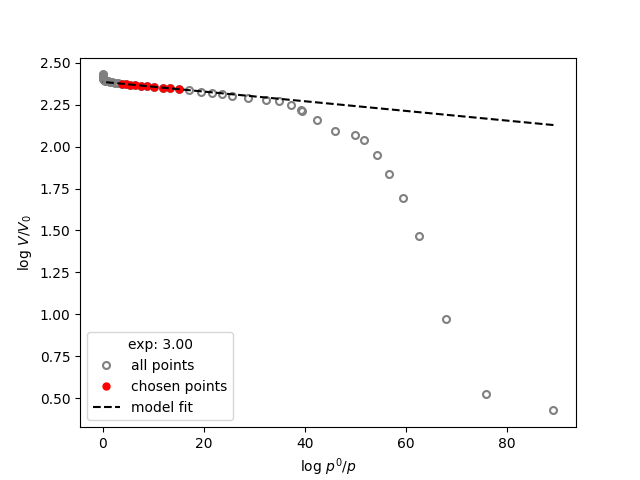 2.50
2.25
2.00
1.75
1.50
1.25
1.00
0.75
0.50
log V/V₀
exp: 3.00
all points
chosen points
model fit
0 20 40 60 80
log p⁰/p